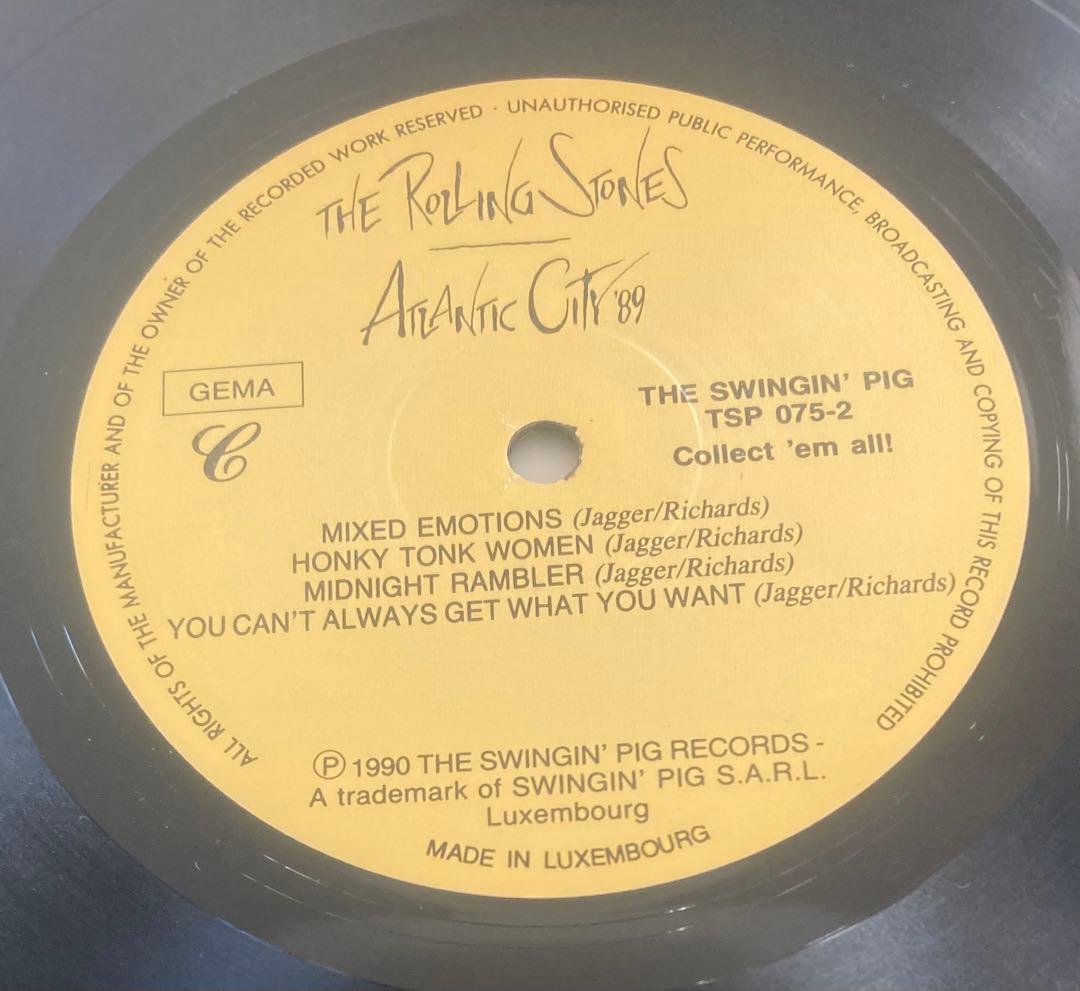 ALL RIGHTS OF THE MANUFACTURER AND OF THE OWNER OF THE RECORDED WORK RESERVED · UNAUTHORISED PUBLIC PERFORMANCE, BROADCASTING AND COPYING OF THIS RECORD PROHIBITED
THE ROLLING STONES
ATLANTIC CITY '89
GEMA
C
THE SWINGIN' PIG
TSP 075-2
Collect 'em all!
MIXED EMOTIONS (Jagger/Richards)
HONKY TONK WOMEN (Jagger/Richards)
MIDNIGHT RAMBLER (Jagger/Richards)
YOU CAN'T ALWAYS GET WHAT YOU WANT (Jagger/Richards)
Ⓟ 1990 THE SWINGIN' PIG RECORDS -
A trademark of SWINGIN' PIG S.A.R.L.
Luxembourg
MADE IN LUXEMBOURG